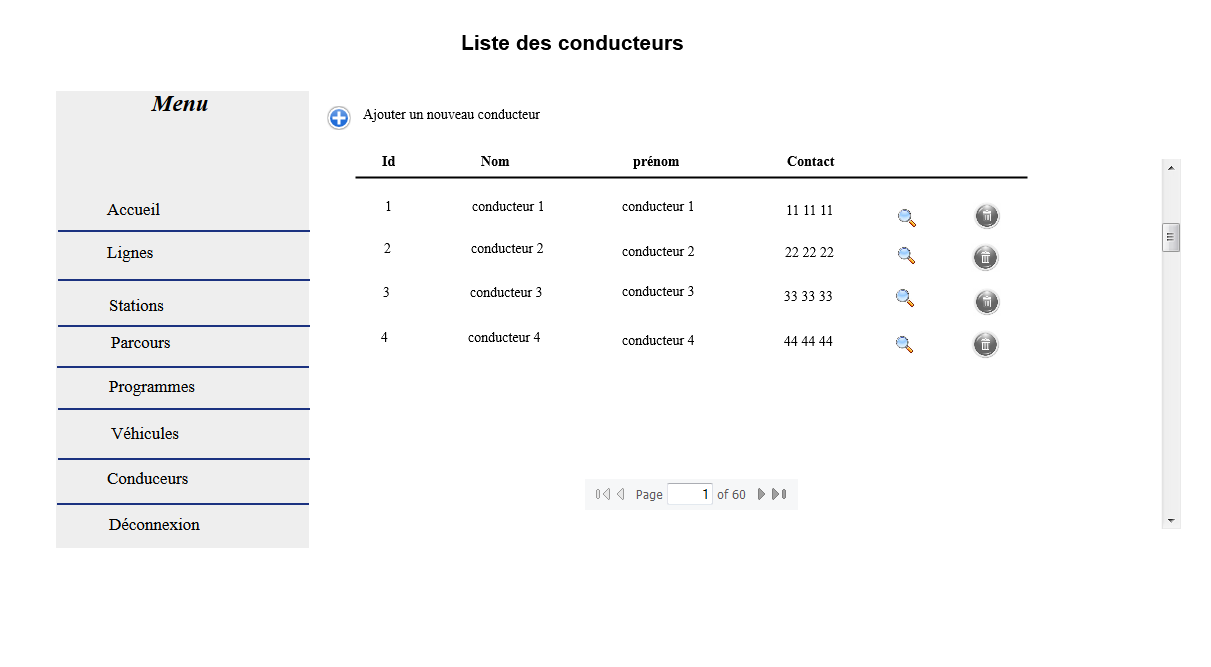 Liste des conducteurs
Menu
Accueil
Lignes
Stations
Parcours
Programmes
Véhicules
Conduceurs
Déconnexion
Ajouter un nouveau conducteur
Id Nom prénom Contact
1 conducteur 1 conducteur 1 11 11 11
2 conducteur 2 conducteur 2 22 22 22
3 conducteur 3 conducteur 3 33 33 33
4 conducteur 4 conducteur 4 44 44 44
Page 1 of 60